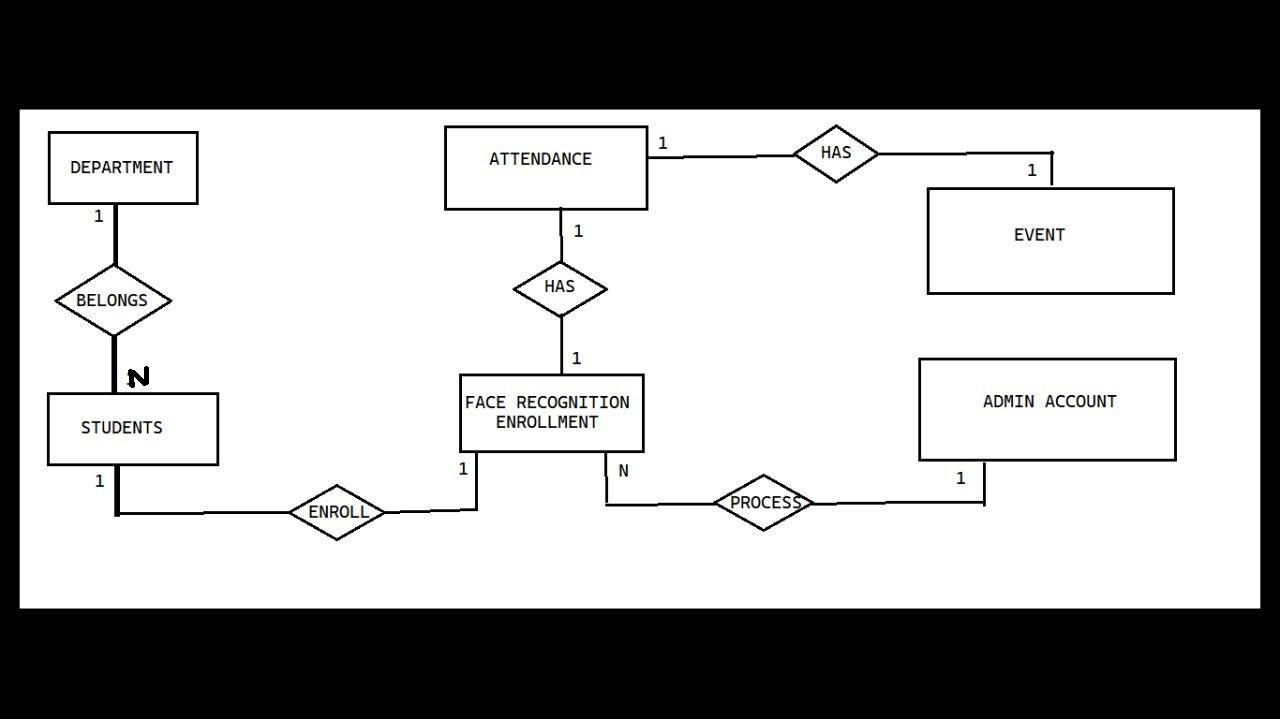 DEPARTMENT
1
BELONGS
N
STUDENTS
1
ENROLL
1
FACE RECOGNITION
ENROLLMENT
1
HAS
1
ATTENDANCE
1
HAS
1
EVENT
N
PROCESS
1
ADMIN ACCOUNT